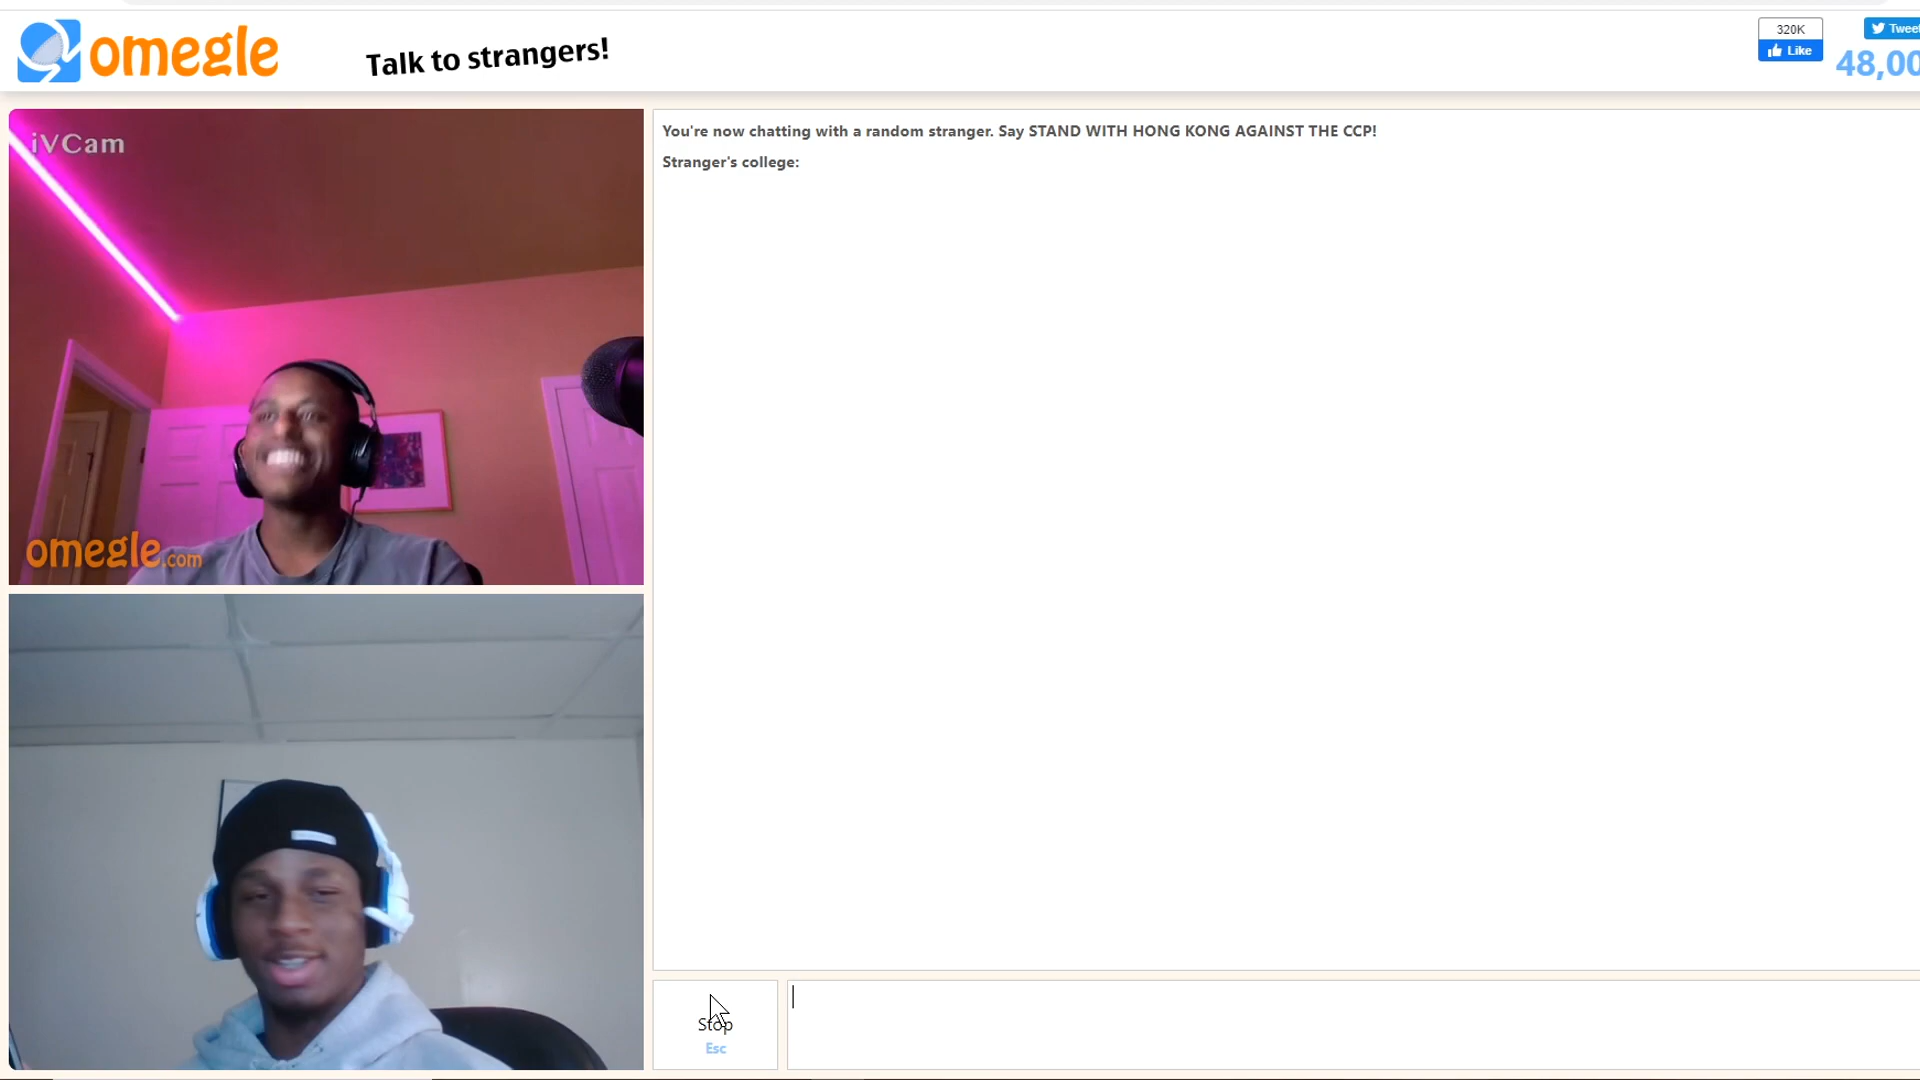 omegle
Talk to strangers!
320K
Like
Tweet
48,00
iVCam
You're now chatting with a random stranger. Say STAND WITH HONG KONG AGAINST THE CCP!
Stranger's college:
omegle.com
Stop
Esc